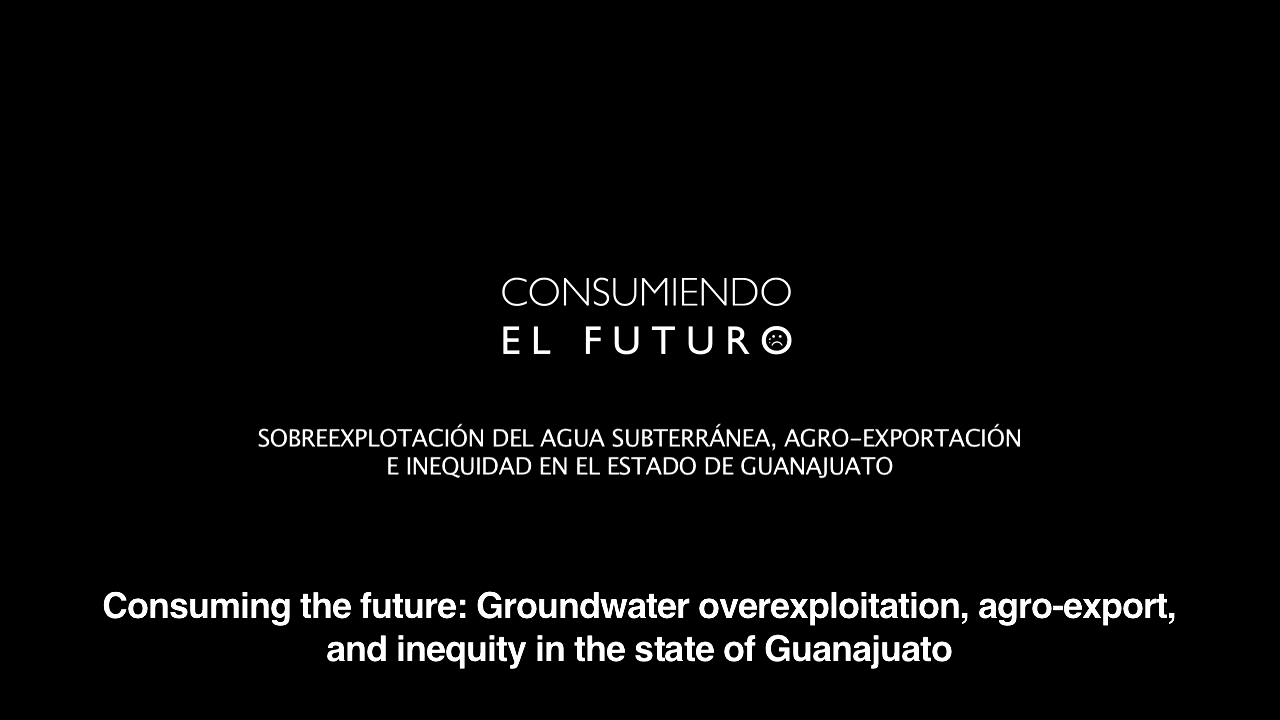 CONSUMIENDO
EL FUTURO
SOBREEXPLOTACIÓN DEL AGUA SUBTERRÁNEA, AGRO-EXPORTACIÓN
E INEQUIDAD EN EL ESTADO DE GUANAJUATO
Consuming the future: Groundwater overexploitation, agro-export,
and inequity in the state of Guanajuato